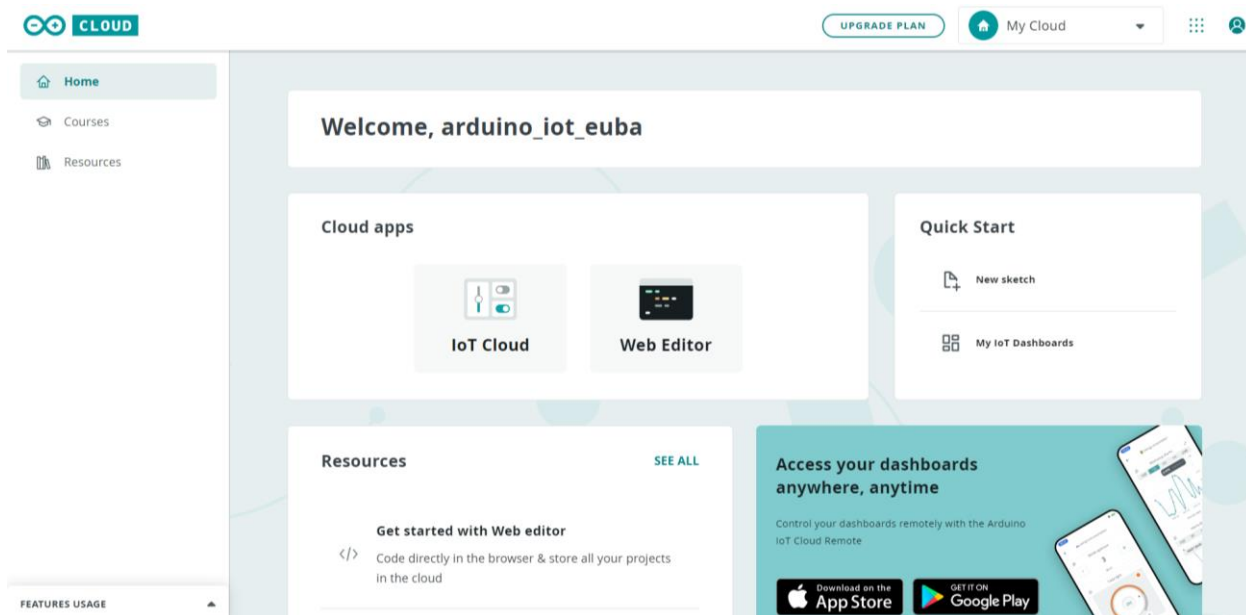 CLOUD
UPGRADE PLAN
My Cloud
Home
Courses
Resources
FEATURES USAGE
Welcome, arduino_iot_euba
Cloud apps
IoT Cloud
Web Editor
Quick Start
New sketch
My IoT Dashboards
Resources
SEE ALL
Get started with Web editor
</>
Code directly in the browser & store all your projects
in the cloud
Access your dashboards
anywhere, anytime
Control your dashboards remotely with the Arduino
IoT Cloud Remote
Download on the
App Store
GET IT ON
Google Play